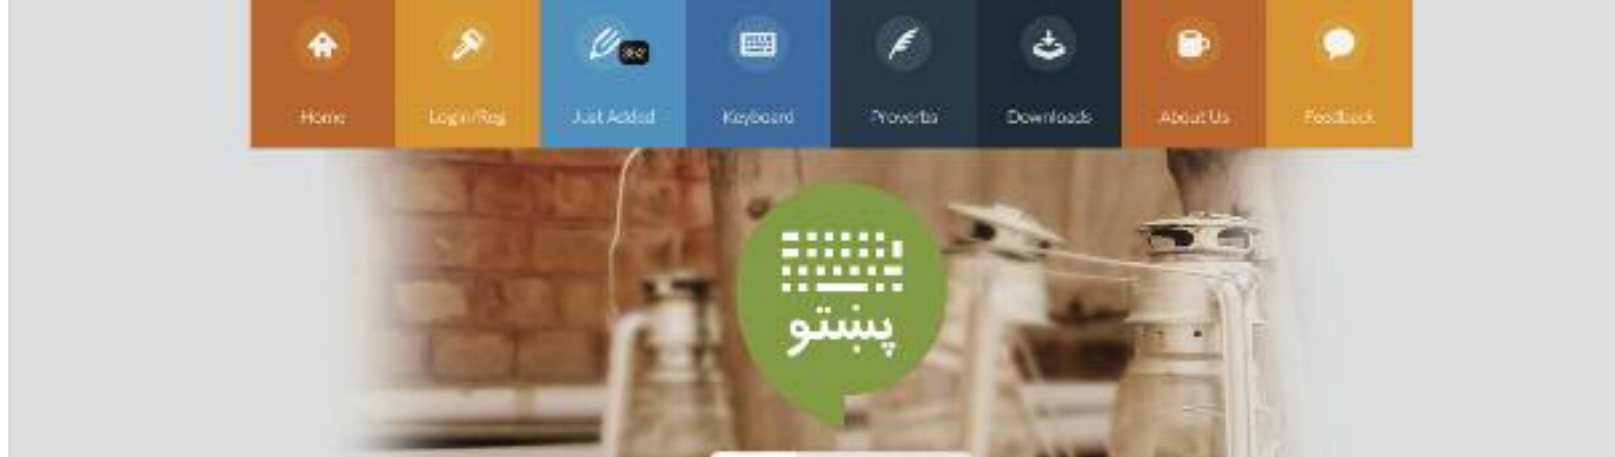 Home
Login/Reg
Just Added
Keyboard
Proverbs
Downloads
About Us
Feedback
پښتو